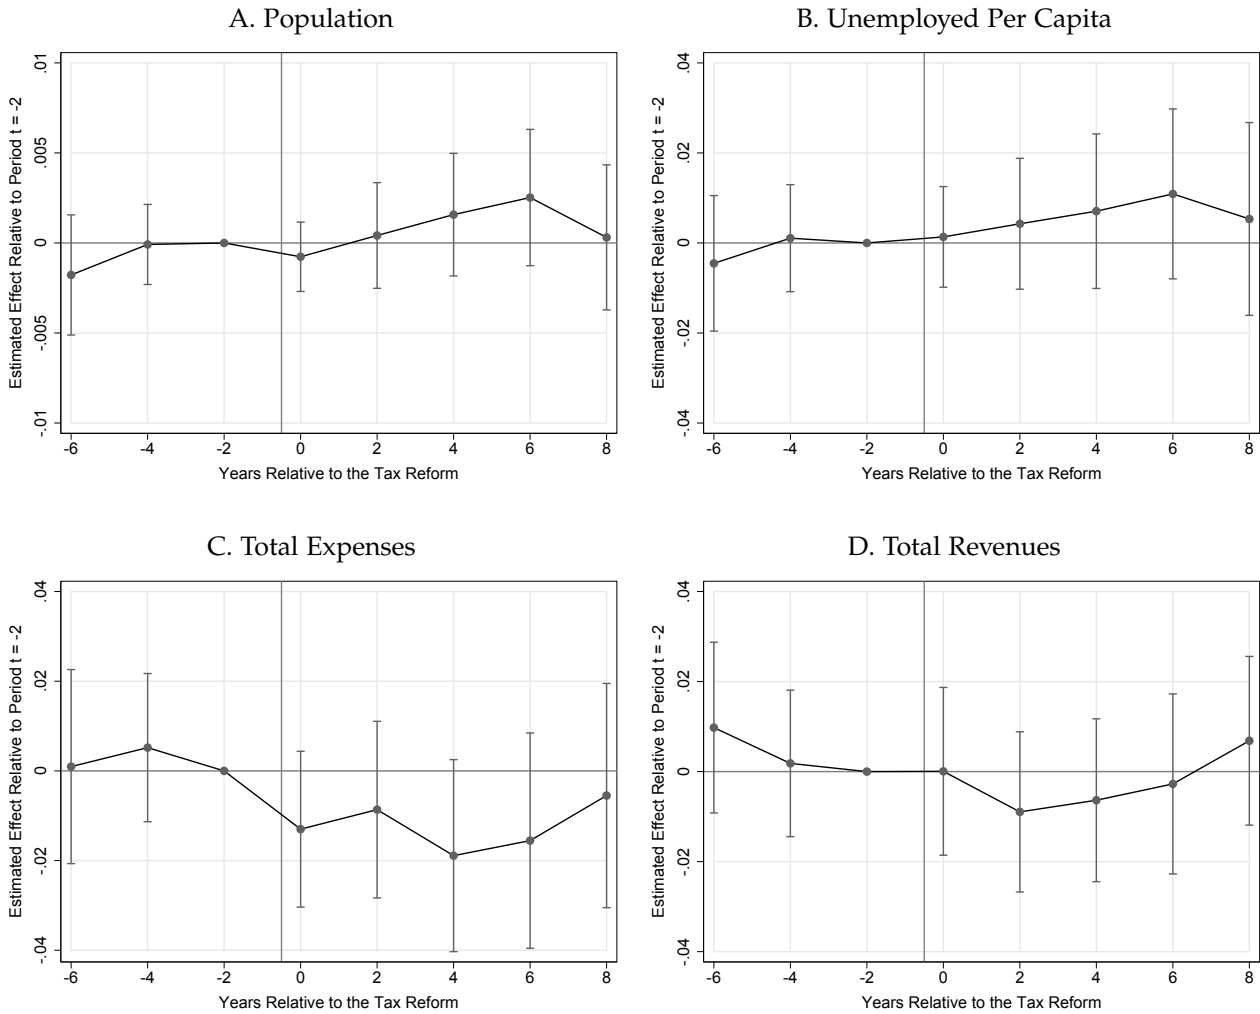 A. Population
.01
.005
0
-.005
-.01
Estimated Effect Relative to Period t = -2
-6 -4 -2 0 2 4 6 8
Years Relative to the Tax Reform
B. Unemployed Per Capita
.04
.02
0
-.02
-.04
Estimated Effect Relative to Period t = -2
-6 -4 -2 0 2 4 6 8
Years Relative to the Tax Reform
C. Total Expenses
.04
.02
0
-.02
-.04
Estimated Effect Relative to Period t = -2
-6 -4 -2 0 2 4 6 8
Years Relative to the Tax Reform
D. Total Revenues
.04
.02
0
-.02
-.04
Estimated Effect Relative to Period t = -2
-6 -4 -2 0 2 4 6 8
Years Relative to the Tax Reform